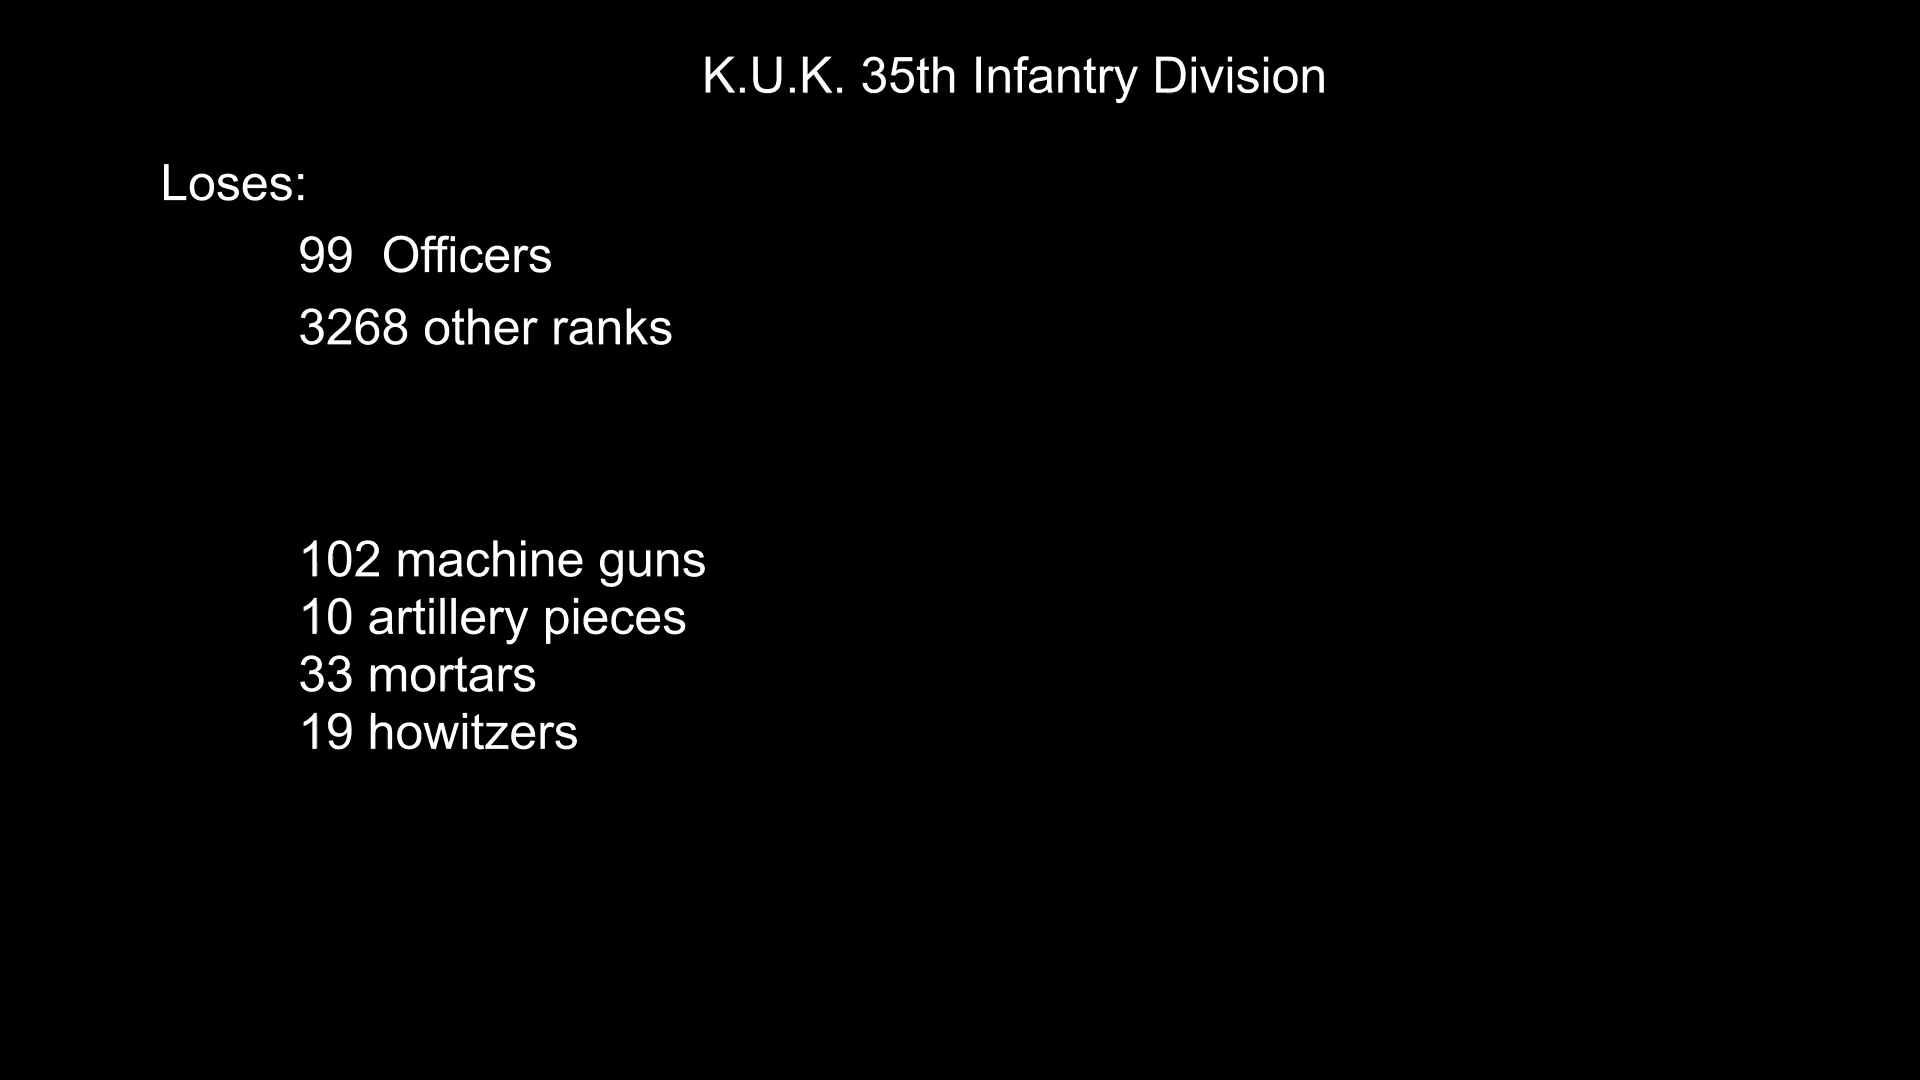 K.U.K. 35th Infantry Division
Loses:
99  Officers
3268 other ranks
102 machine guns
10 artillery pieces
33 mortars
19 howitzers